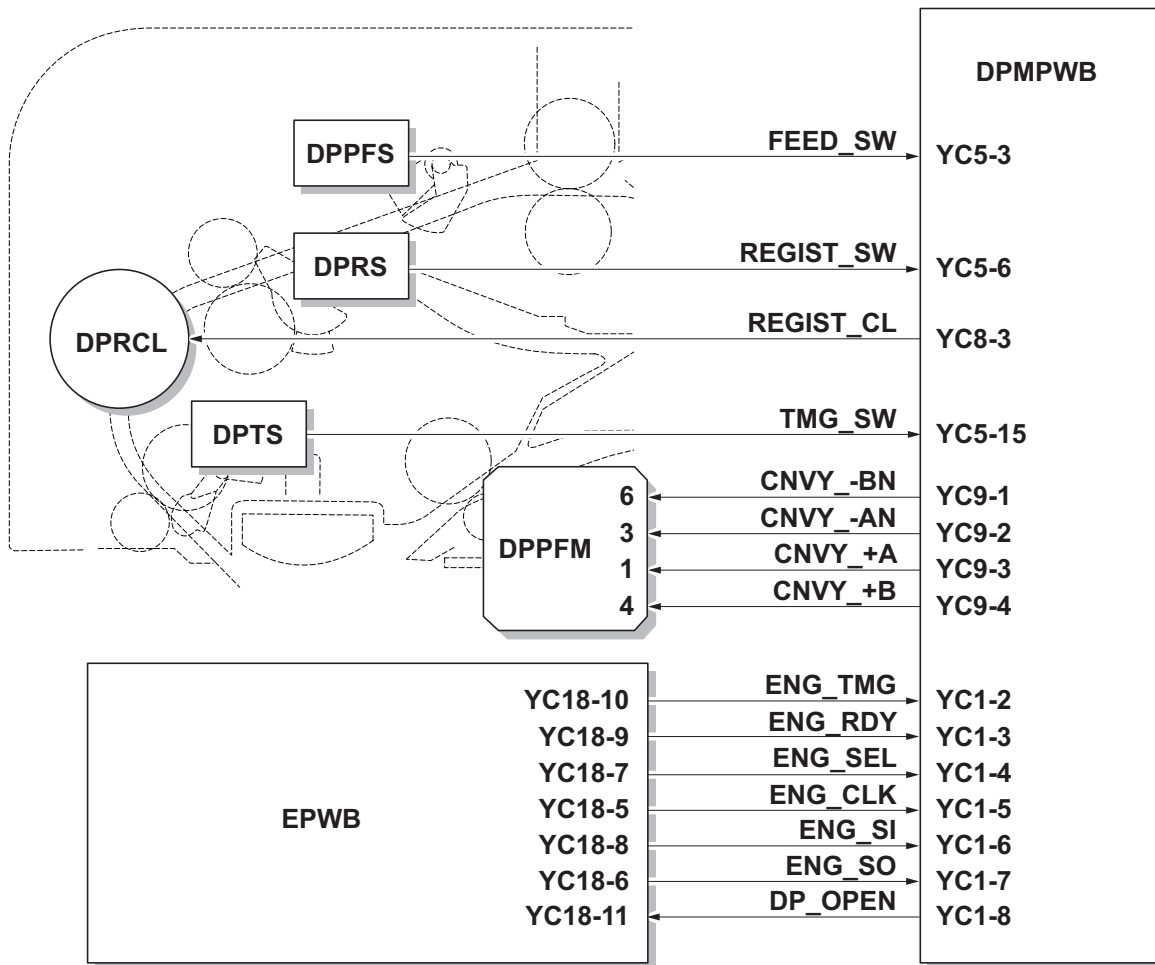 DPMPWB
DPPFS FEED_SW YC5-3
DPRS REGIST_SW YC5-6
DPRCL REGIST_CL YC8-3
DPTS TMG_SW YC5-15
DPPFM
6 CNVY_-BN YC9-1
3 CNVY_-AN YC9-2
1 CNVY_+A YC9-3
4 CNVY_+B YC9-4
EPWB
YC18-10 ENG_TMG YC1-2
YC18-9 ENG_RDY YC1-3
YC18-7 ENG_SEL YC1-4
YC18-5 ENG_CLK YC1-5
YC18-8 ENG_SI YC1-6
YC18-6 ENG_SO YC1-7
YC18-11 DP_OPEN YC1-8